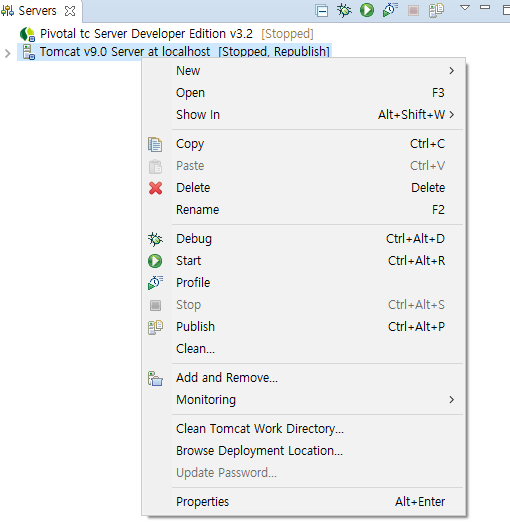 Servers
Pivotal tc Server Developer Edition v3.2 [Stopped]
Tomcat v9.0 Server at localhost [Stopped, Republish]
New
Open F3
Show In Alt+Shift+W
Copy Ctrl+C
Paste Ctrl+V
Delete Delete
Rename F2
Debug Ctrl+Alt+D
Start Ctrl+Alt+R
Profile
Stop Ctrl+Alt+S
Publish Ctrl+Alt+P
Clean...
Add and Remove...
Monitoring
Clean Tomcat Work Directory...
Browse Deployment Location...
Update Password...
Properties Alt+Enter